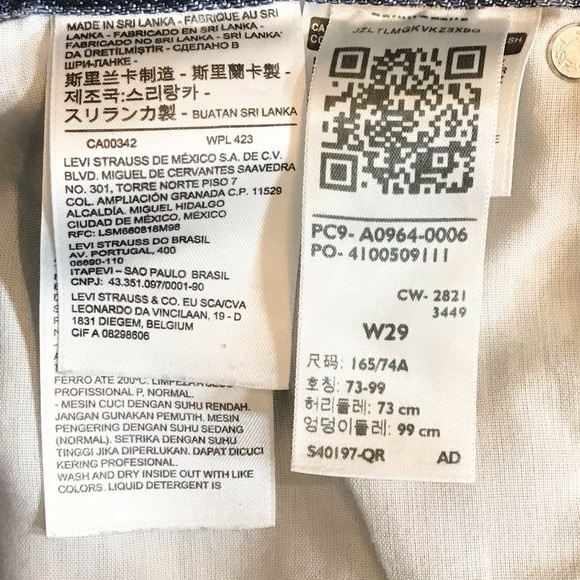 MADE IN SRI LANKA - FABRIQUÉ AU SRI
LANKA - FABRICADO EN SRI LANKA -
FABRICADO NO SRI LANKA - SRI LANKA'
DA ÜRETİLMİŞTİR - СДЕЛАНО В
ШРИ-ЛАНКЕ -
斯里兰卡制造 - 斯里蘭卡製 -
제조국:스리랑카 -
スリランカ製 - BUATAN SRI LANKA
CA00342 WPL 423
LEVI STRAUSS DE MÉXICO S.A. DE C.V.
BLVD. MIGUEL DE CERVANTES SAAVEDRA
NO. 301, TORRE NORTE PISO 7
COL. AMPLIACIÓN GRANADA C.P. 11529
ALCALDÍA. MIGUEL HIDALGO
CIUDAD DE MÉXICO, MÉXICO
RFC: LSM660816M98
LEVI STRAUSS DO BRASIL
AV. PORTUGAL, 400
06690-110
ITAPEVI - SAO PAULO BRASIL
CNPJ: 43.351.097/0001-90
LEVI STRAUSS & CO. EU SCA/CVA
LEONARDO DA VINCILAAN, 19 - D
1831 DIEGEM, BELGIUM
CIF A 08298606
FERRO ATÉ 200ºC. LIMPEZA
PROFISSIONAL P, NORMAL.
- MESIN CUCI DENGAN SUHU RENDAH.
JANGAN GUNAKAN PEMUTIH. MESIN
PENGERING DENGAN SUHU SEDANG
(NORMAL). SETRIKA DENGAN SUHU
TINGGI JIKA DIPERLUKAN. DAPAT DICUCI
KERING PROFESIONAL.
WASH AND DRY INSIDE OUT WITH LIKE
COLORS. LIQUID DETERGENT IS
JZLTLMGKVKZ3XBG
PC9- A0964-0006
PO- 4100509111
CW- 2821
3449
W29
尺码: 165/74A
호칭: 73-99
허리둘레: 73 cm
엉덩이둘레: 99 cm
S40197-QR AD